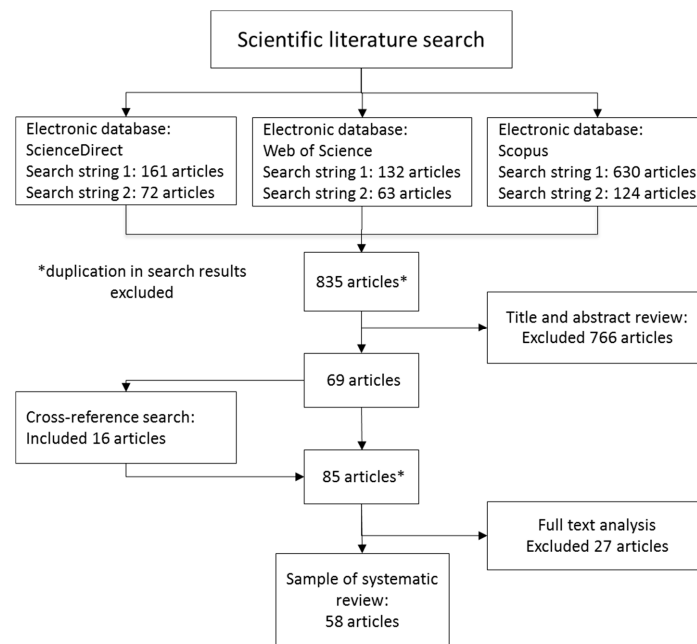 Scientific literature search
Electronic database:
ScienceDirect
Search string 1: 161 articles
Search string 2: 72 articles
Electronic database:
Web of Science
Search string 1: 132 articles
Search string 2: 63 articles
Electronic database:
Scopus
Search string 1: 630 articles
Search string 2: 124 articles
*duplication in search results
excluded
835 articles*
Title and abstract review:
Excluded 766 articles
69 articles
Cross-reference search:
Included 16 articles
85 articles*
Full text analysis
Excluded 27 articles
Sample of systematic
review:
58 articles